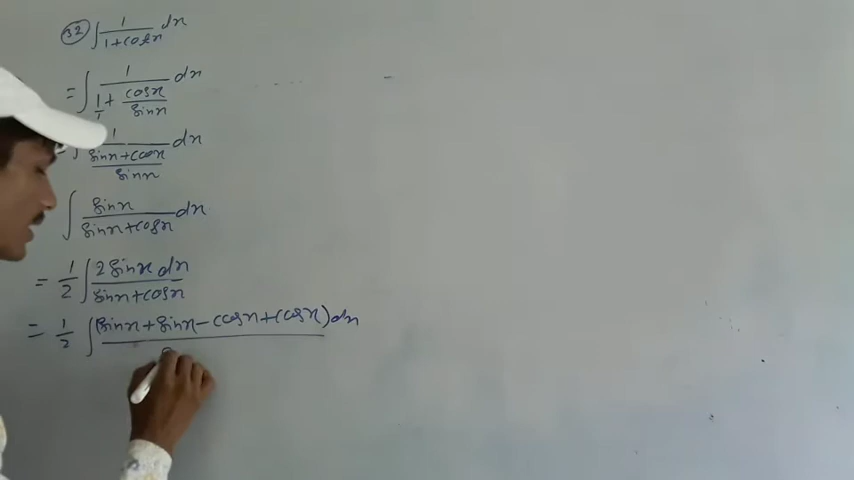 32 ∫ 1/(1+cotx) dx
= ∫ 1/(1/1 + cosx/sinx) dx
∫ 1/((sinx+cosx)/sinx) dx
∫ sinx/(sinx+cosx) dx
= 1/2 ∫ 2sinx dx/(sinx+cosx)
= 1/2 ∫ (sinx+sinx-cosx+cosx)dx